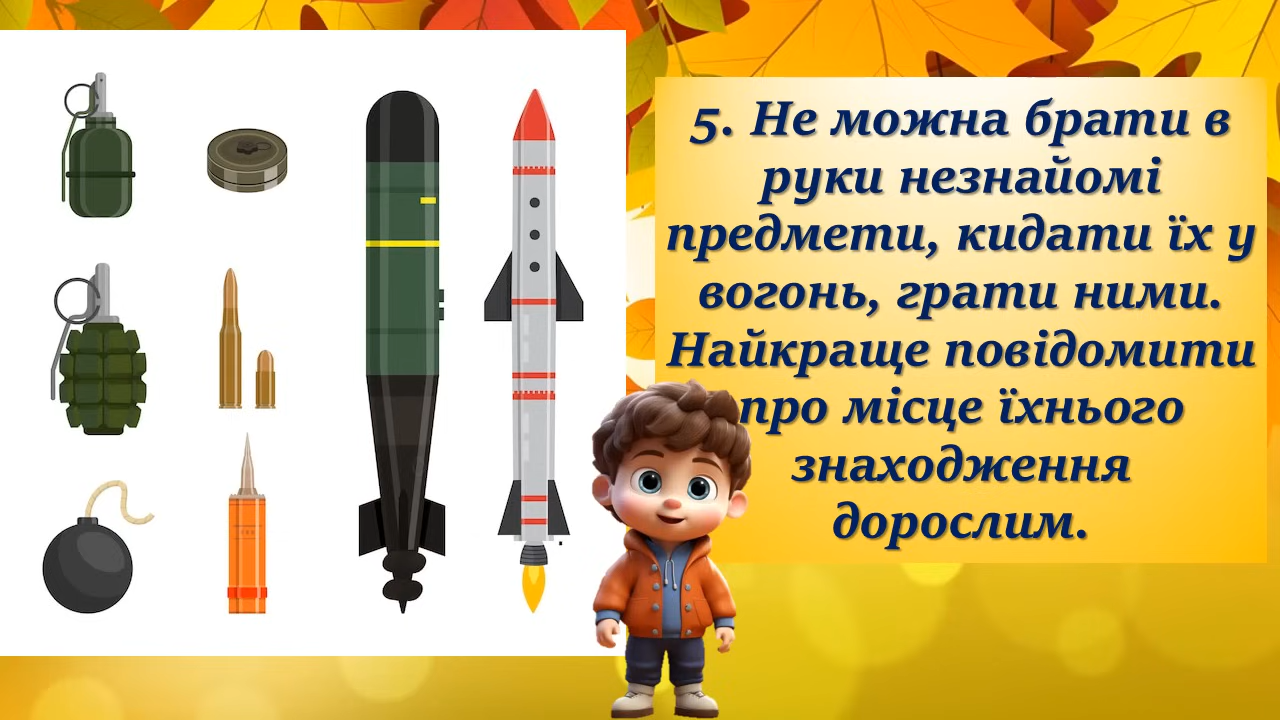 5. Не можна брати в
руки незнайомі
предмети, кидати їх у
вогонь, грати ними.
Найкраще повідомити
про місце їхнього
знаходження
дорослим.